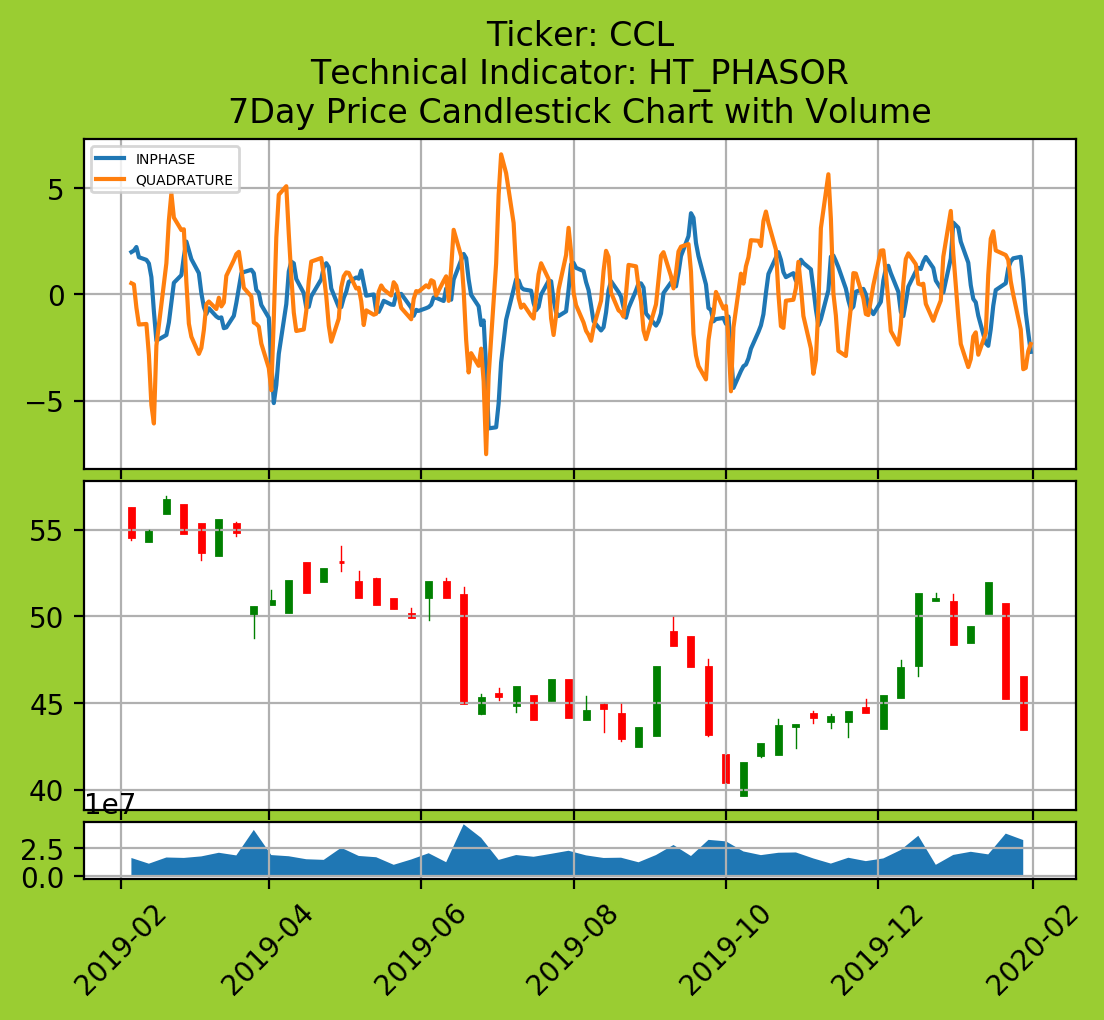 Ticker: CCL
Technical Indicator: HT_PHASOR
7Day Price Candlestick Chart with Volume
INPHASE
QUADRATURE
5
0
−5
55
50
45
40
1e7
2.5
0.0
2019-02
2019-04
2019-06
2019-08
2019-10
2019-12
2020-02